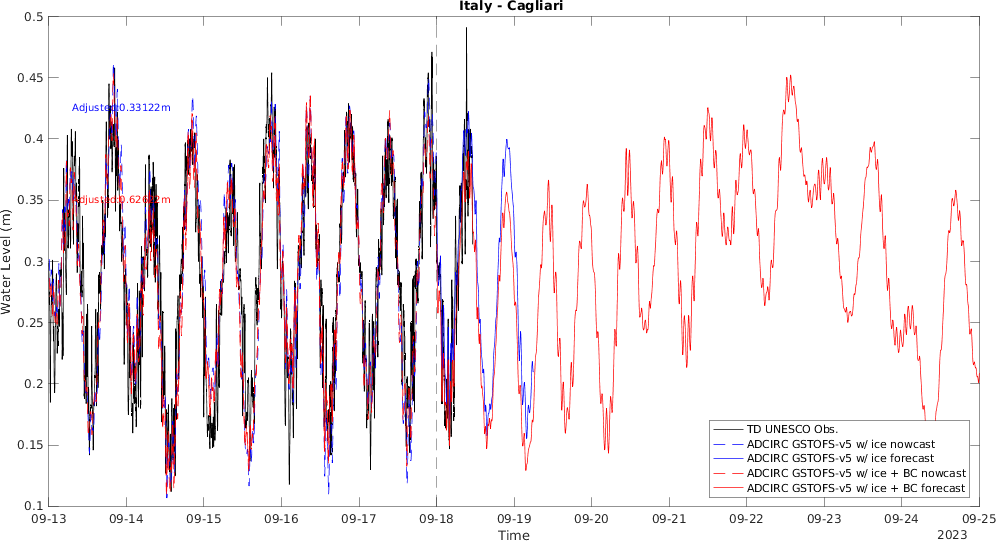 Italy - Cagliari
0.5
0.45
0.4
0.35
0.3
0.25
0.2
0.15
0.1
Water Level (m)
Adjusted:0.33122m
TD UNESCO Obs.
ADCIRC GSTOFS-v5 w/ ice nowcast
ADCIRC GSTOFS-v5 w/ ice forecast
ADCIRC GSTOFS-v5 w/ ice + BC nowcast
ADCIRC GSTOFS-v5 w/ ice + BC forecast
09-13 09-14 09-15 09-16 09-17 09-18 09-19 09-20 09-21 09-22 09-23 09-24 09-25
Time
2023